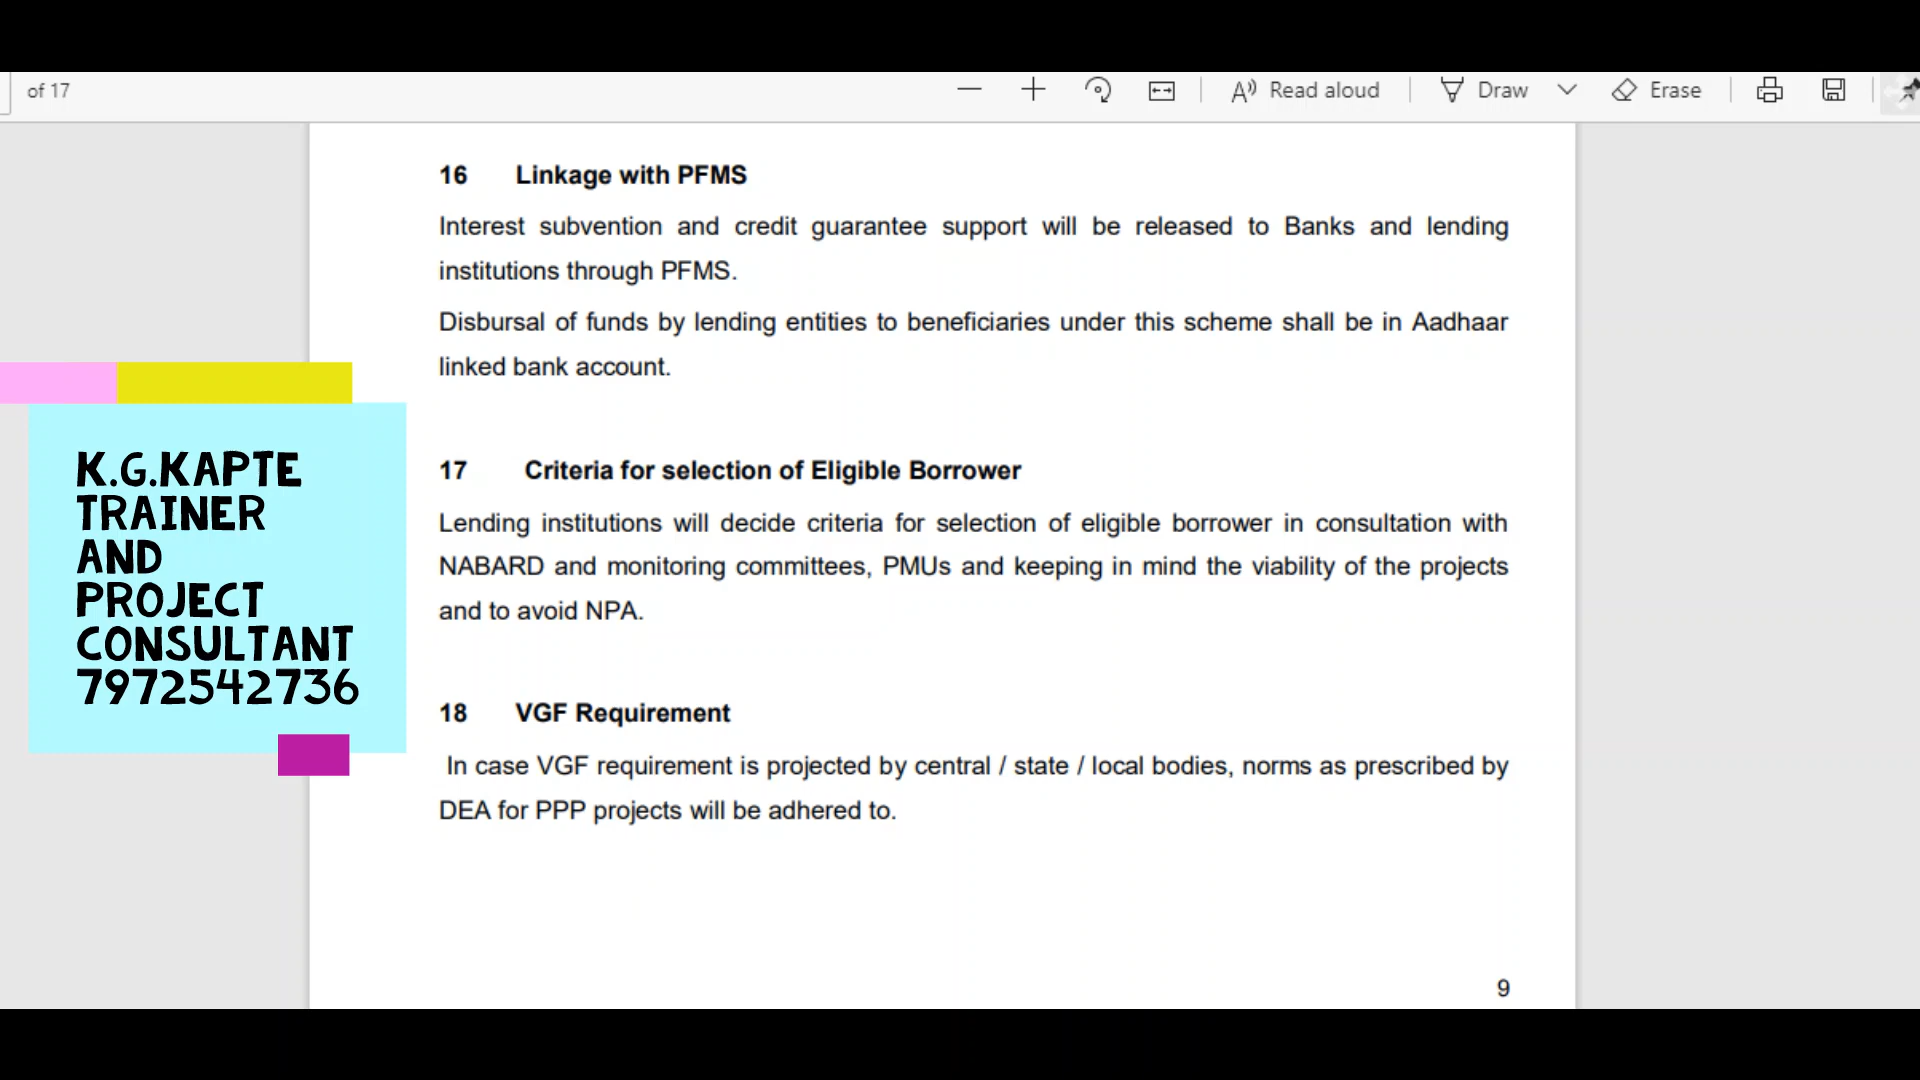 of 17
Read aloud
Draw
Erase
16 Linkage with PFMS
Interest subvention and credit guarantee support will be released to Banks and lending
institutions through PFMS.
Disbursal of funds by lending entities to beneficiaries under this scheme shall be in Aadhaar
linked bank account.
17 Criteria for selection of Eligible Borrower
Lending institutions will decide criteria for selection of eligible borrower in consultation with
NABARD and monitoring committees, PMUs and keeping in mind the viability of the projects
and to avoid NPA.
18 VGF Requirement
In case VGF requirement is projected by central / state / local bodies, norms as prescribed by
DEA for PPP projects will be adhered to.
9
K.G.KAPTE
TRAINER
AND
PROJECT
CONSULTANT
7972542736